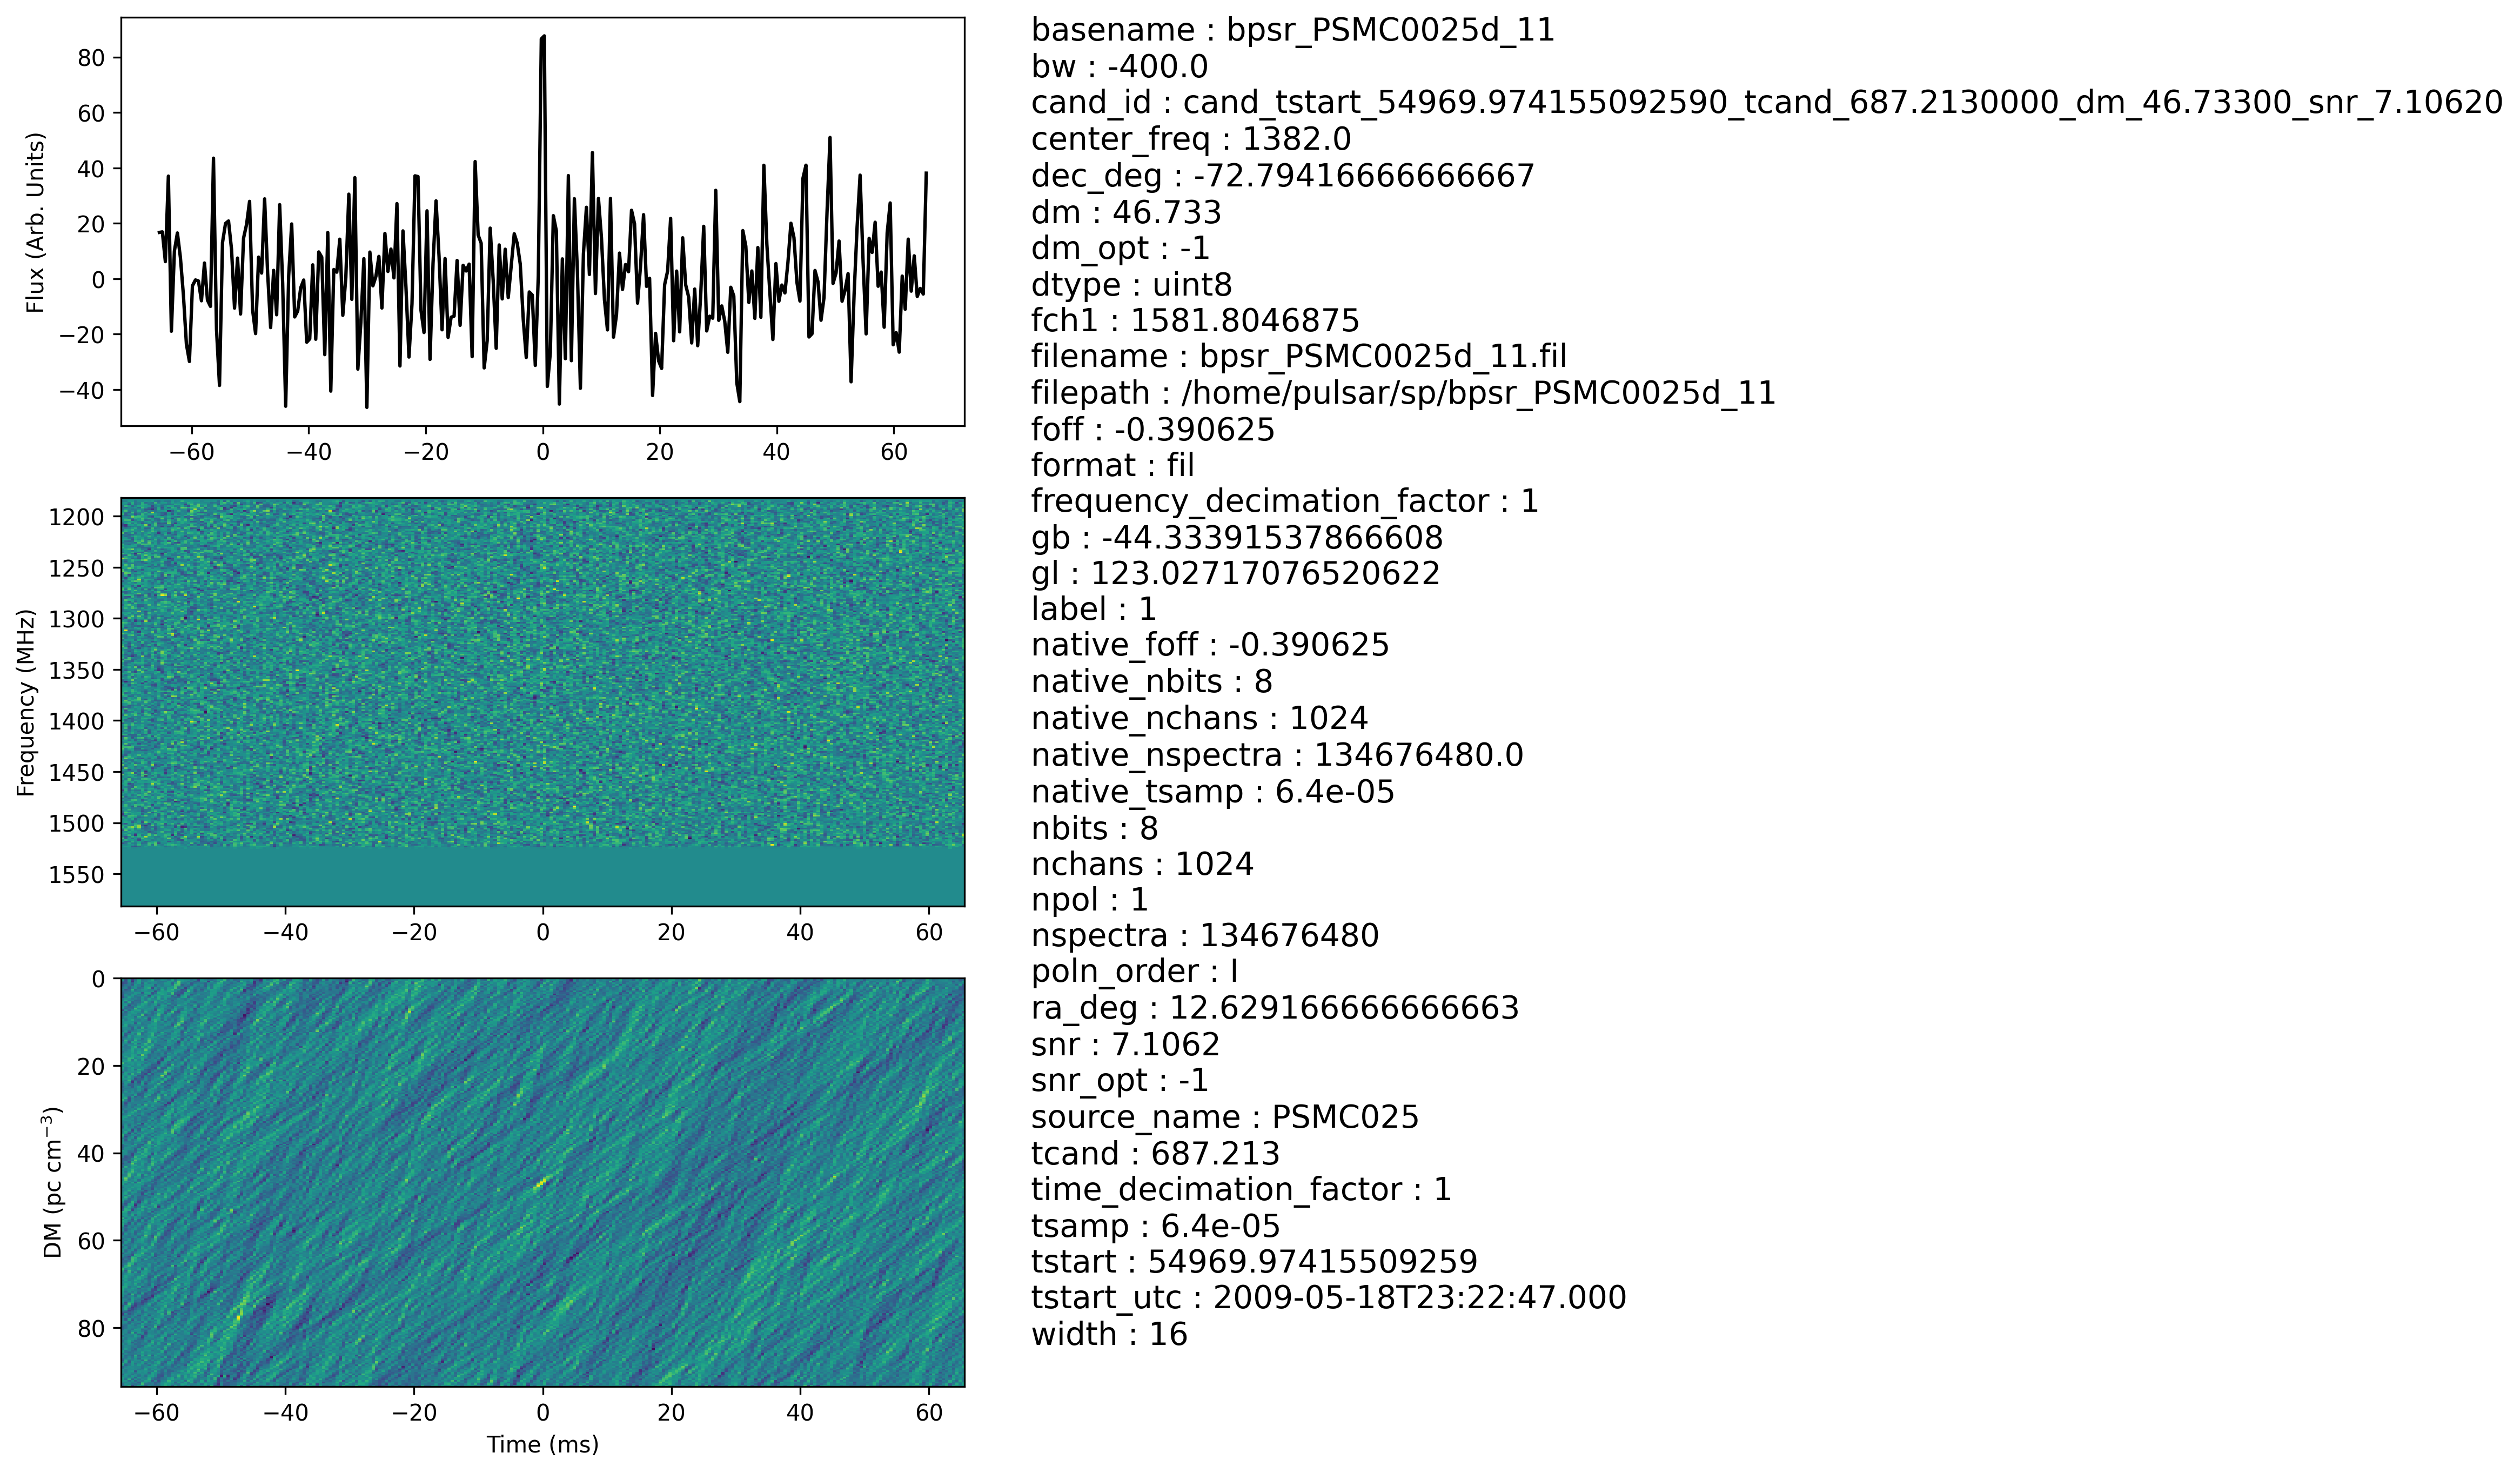 80
60
40
20
0
−20
−40
Flux (Arb. Units)
−60 −40 −20 0 20 40 60
1200
1250
1300
1350
1400
1450
1500
1550
Frequency (MHz)
−60 −40 −20 0 20 40 60
0
20
40
60
80
DM (pc cm⁻³)
−60 −40 −20 0 20 40 60
Time (ms)
basename : bpsr_PSMC0025d_11
bw : -400.0
cand_id : cand_tstart_54969.974155092590_tcand_687.2130000_dm_46.73300_snr_7.10620
center_freq : 1382.0
dec_deg : -72.79416666666667
dm : 46.733
dm_opt : -1
dtype : uint8
fch1 : 1581.8046875
filename : bpsr_PSMC0025d_11.fil
filepath : /home/pulsar/sp/bpsr_PSMC0025d_11
foff : -0.390625
format : fil
frequency_decimation_factor : 1
gb : -44.33391537866608
gl : 123.02717076520622
label : 1
native_foff : -0.390625
native_nbits : 8
native_nchans : 1024
native_nspectra : 134676480.0
native_tsamp : 6.4e-05
nbits : 8
nchans : 1024
npol : 1
nspectra : 134676480
poln_order : I
ra_deg : 12.629166666666663
snr : 7.1062
snr_opt : -1
source_name : PSMC025
tcand : 687.213
time_decimation_factor : 1
tsamp : 6.4e-05
tstart : 54969.97415509259
tstart_utc : 2009-05-18T23:22:47.000
width : 16